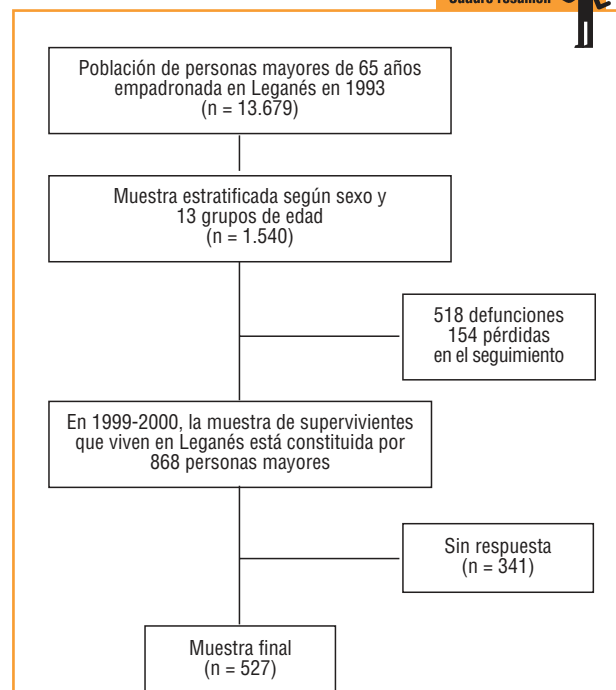 Cuadro resumen
Población de personas mayores de 65 años
empadronada en Leganés en 1993
(n = 13.679)
Muestra estratificada según sexo y
13 grupos de edad
(n = 1.540)
518 defunciones
154 pérdidas
en el seguimiento
En 1999-2000, la muestra de supervivientes
que viven en Leganés está constituida por
868 personas mayores
Sin respuesta
(n = 341)
Muestra final
(n = 527)